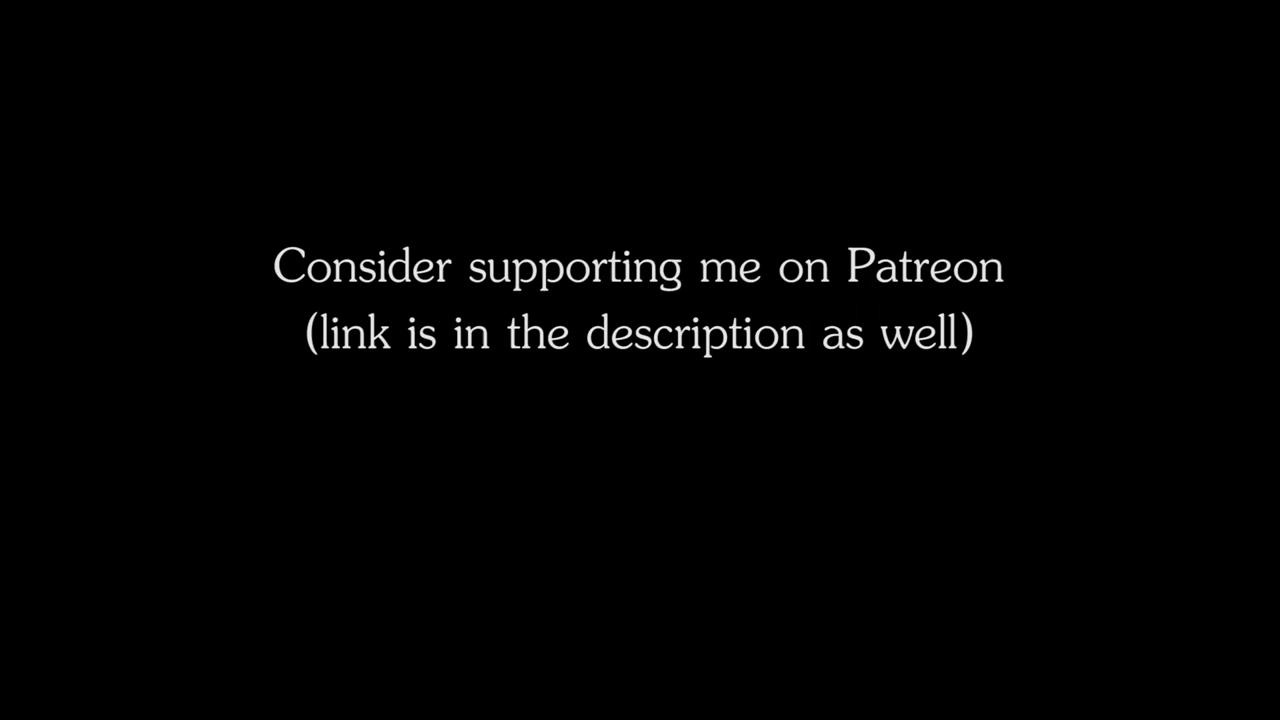 Consider supporting me on Patreon
(link is in the description as well)